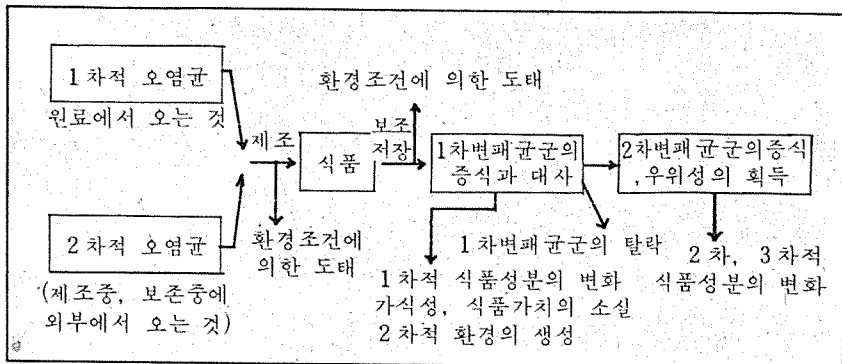 1차적 오염균
원료에서 오는 것
2차적 오염균
(제조중, 보존중에
외부에서 오는 것)
제조
환경조건에
의한 도태
식품
보조
저장
환경조건에 의한 도태
1차변패균군의
증식과 대사
1차변패균군의 탈락
1차적 식품성분의 변화
가식성, 식품가치의 소실
2차적 환경의 생성
2차변패균군의증식
,우위성의 획득
2차, 3차적
식품성분의 변화